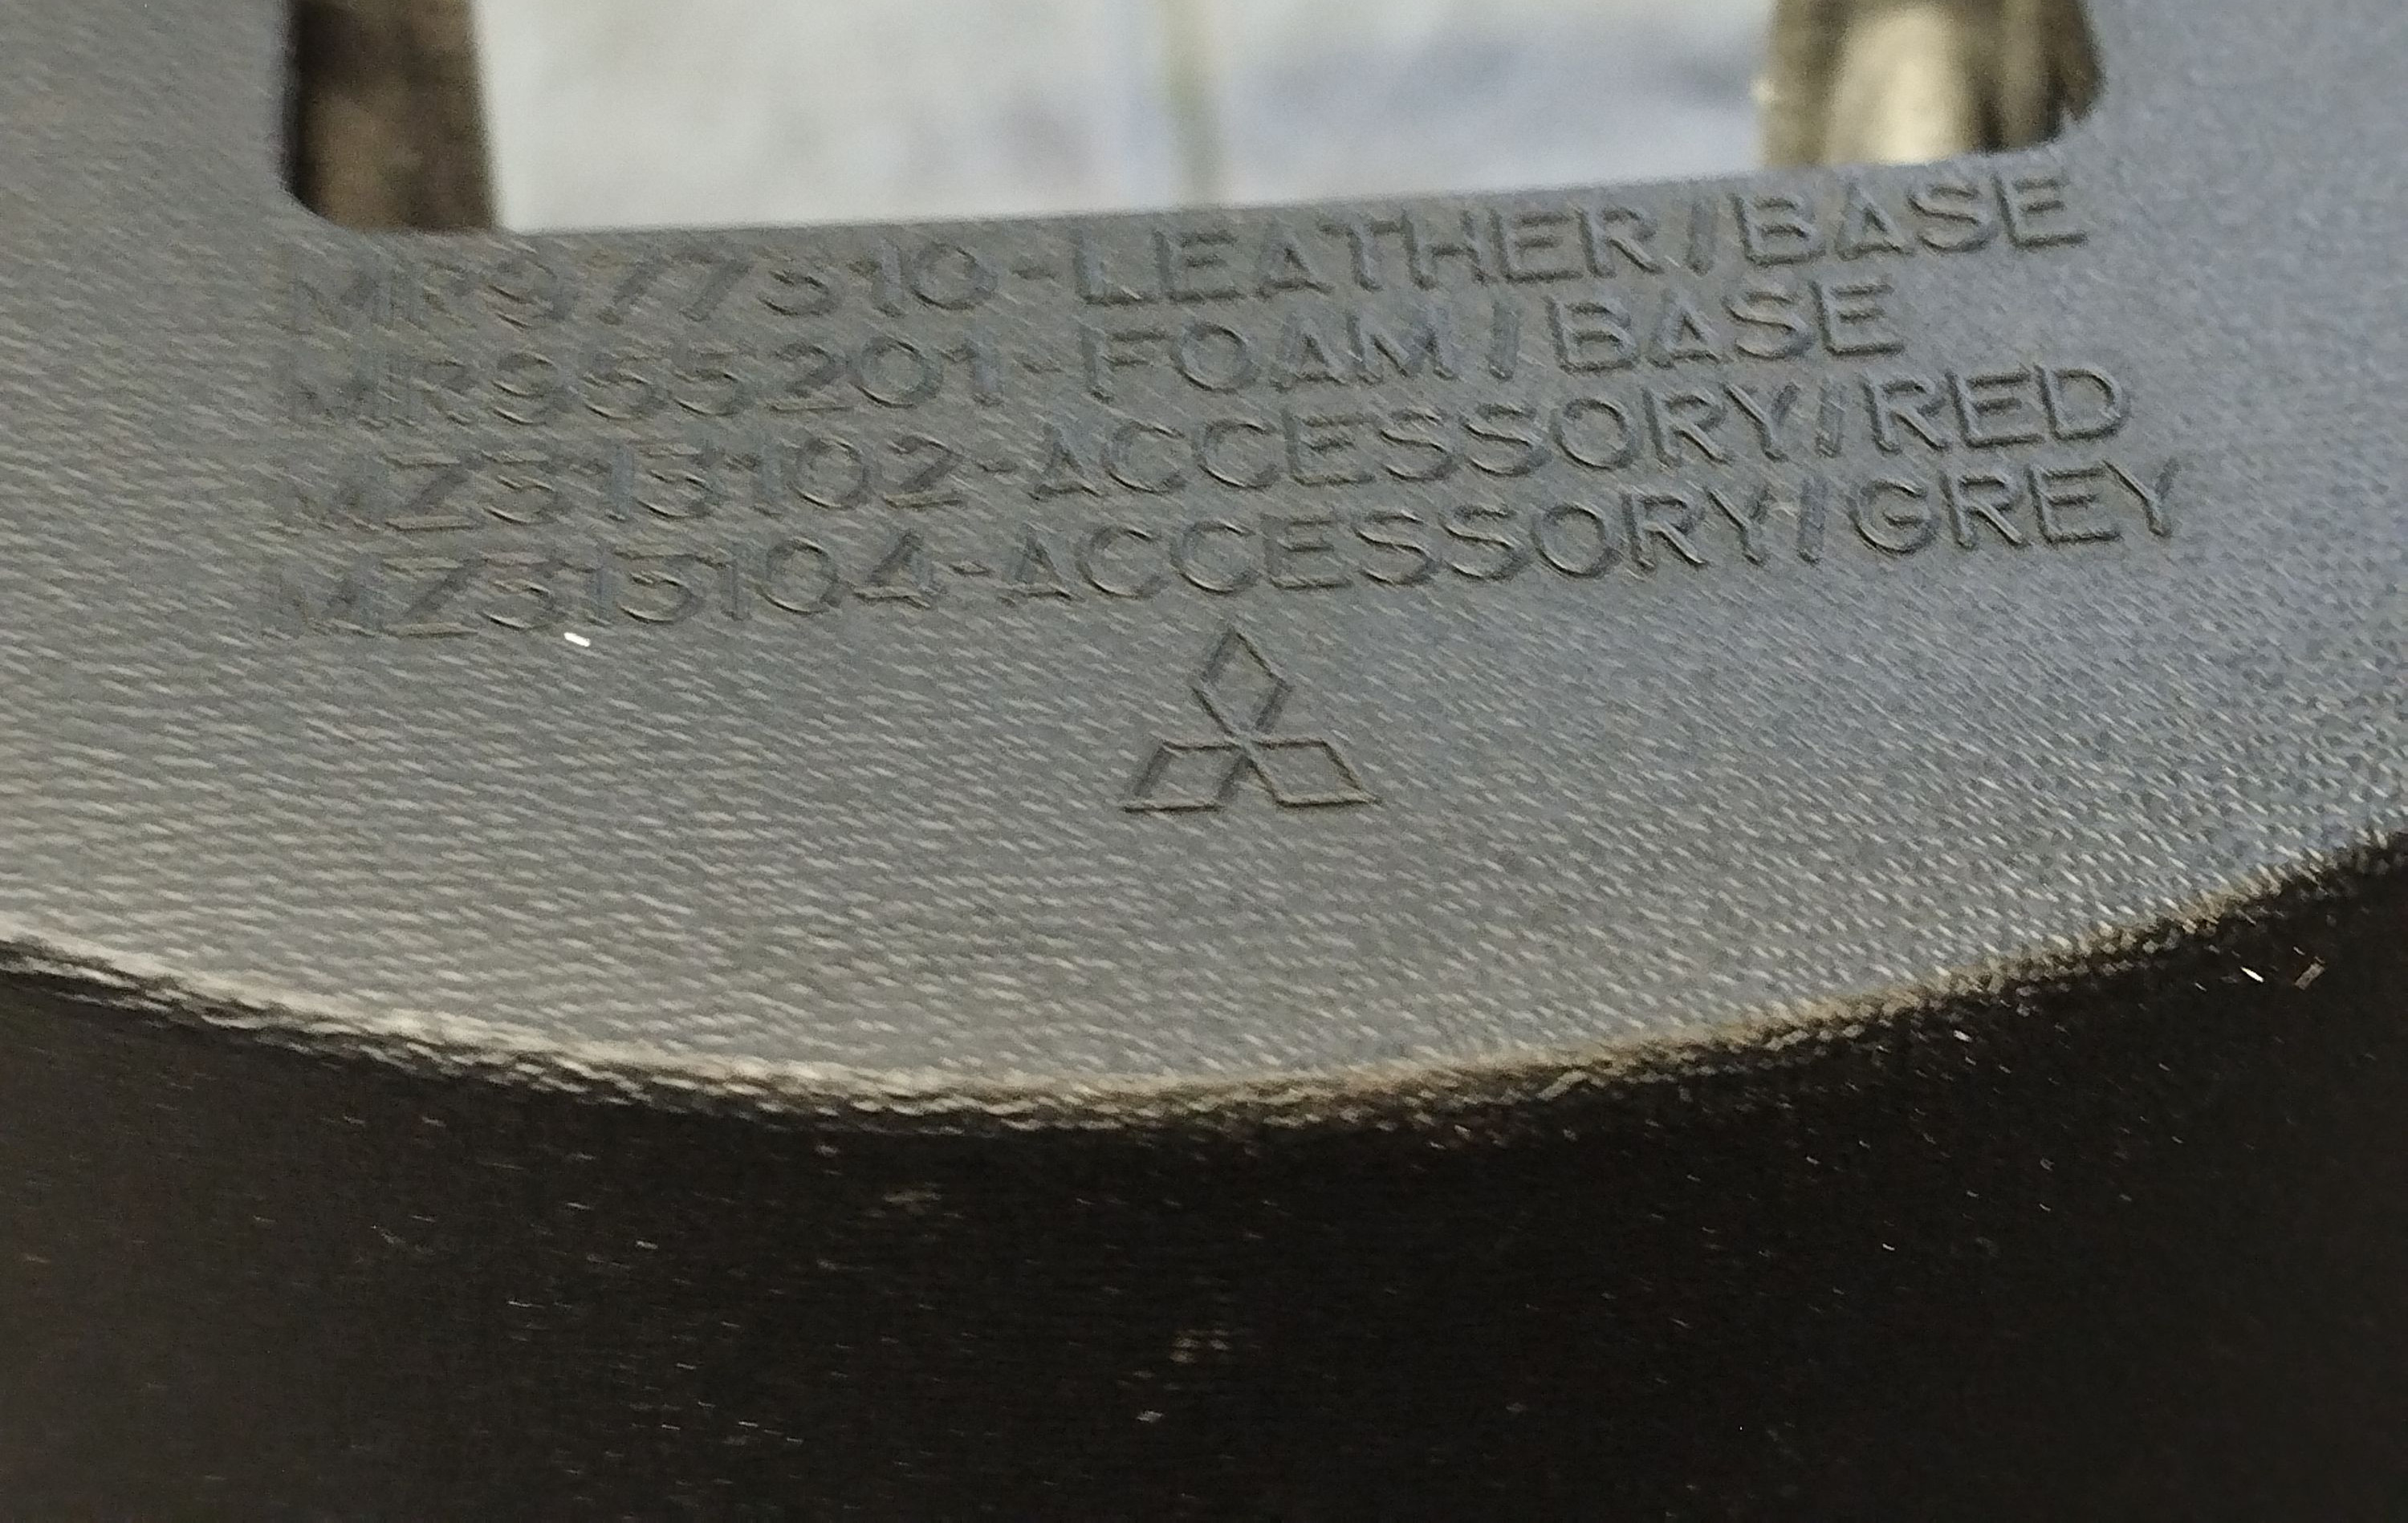 MR977310-LEATHER/BASE
MR955201-FOAM/BASE
MZ313102-ACCESSORY/RED
MZ313104-ACCESSORY/GREY